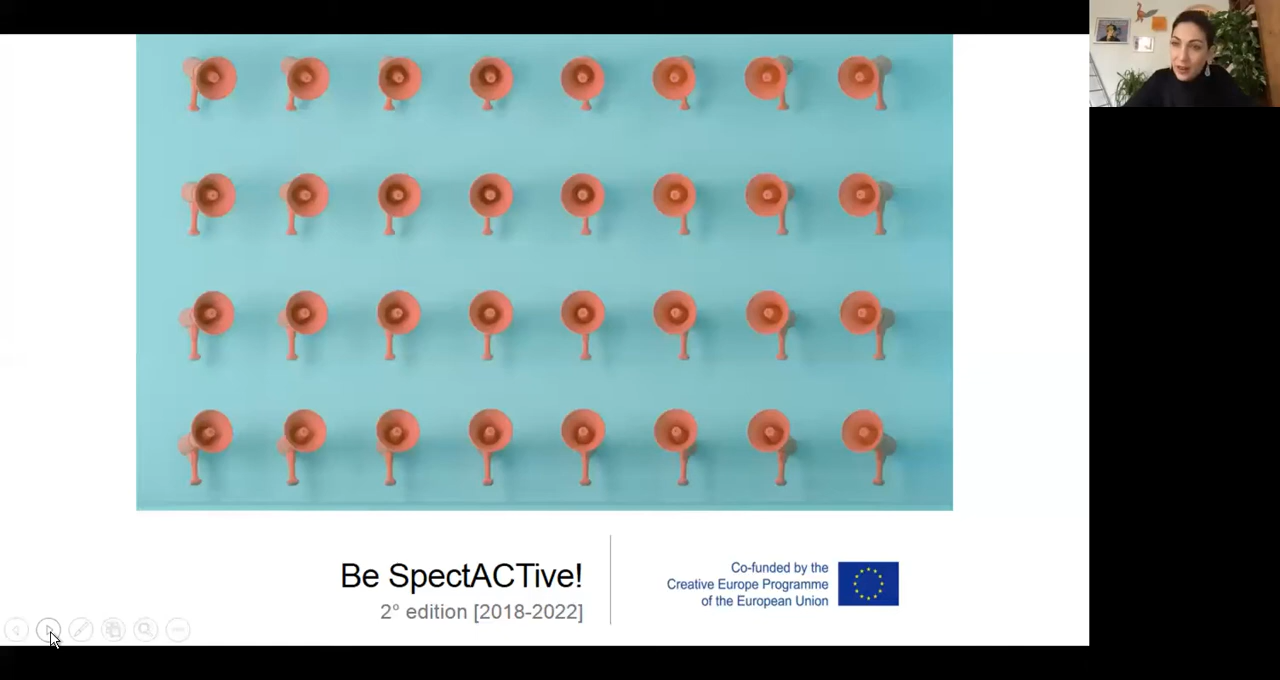 Be SpectACTive!
2° edition [2018-2022]
Co-funded by the
Creative Europe Programme
of the European Union